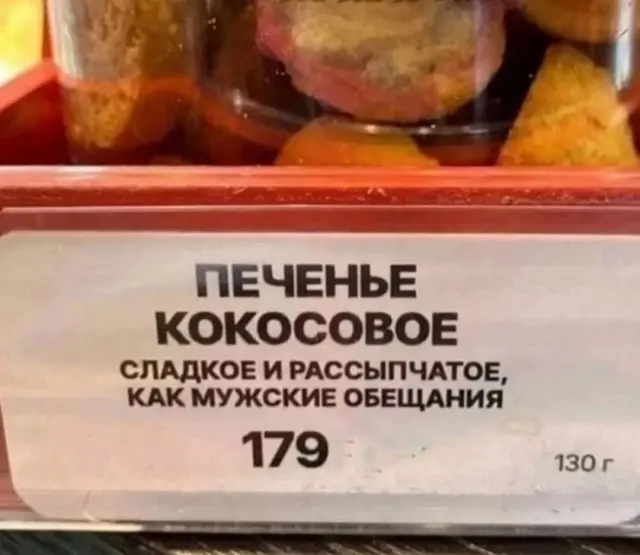 ПЕЧЕНЬЕ
КОКОСОВОЕ
СЛАДКОЕ И РАССЫПЧАТОЕ,
КАК МУЖСКИЕ ОБЕЩАНИЯ
179
130 г